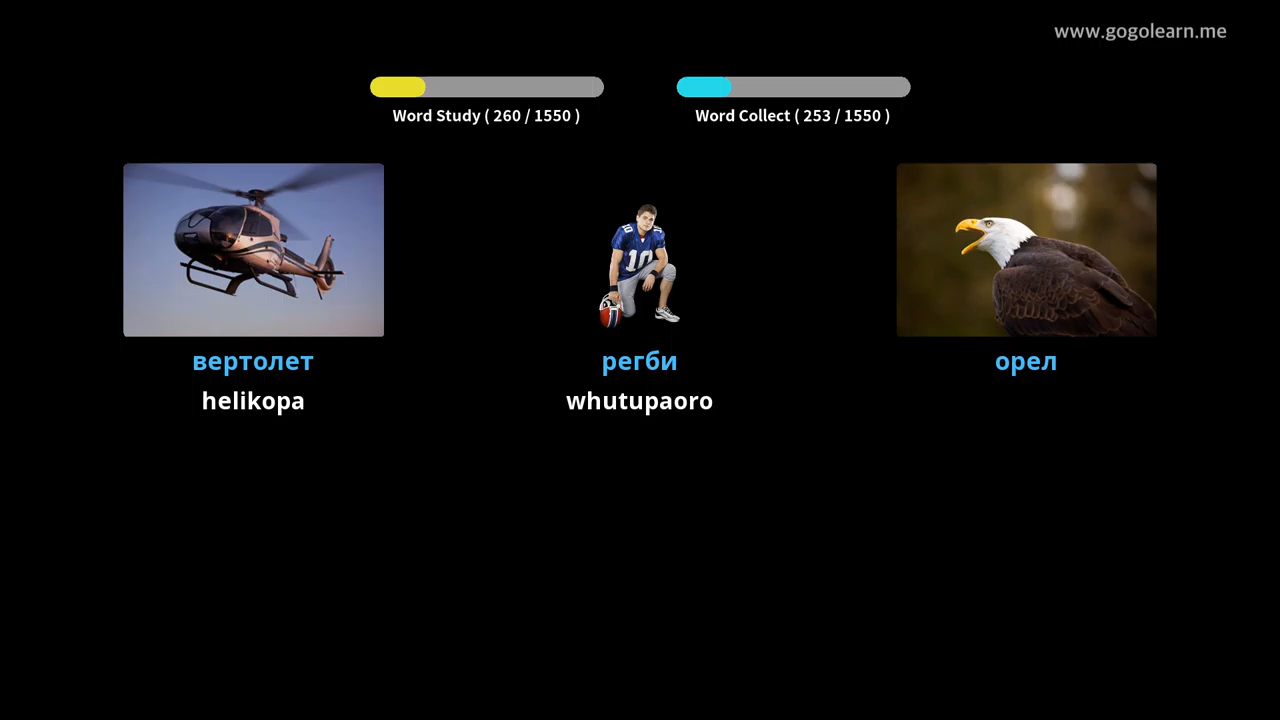 www.gogolearn.me
Word Study ( 260 / 1550 )
Word Collect ( 253 / 1550 )
вертолет
регби
орел
helikopa
whutupaoro